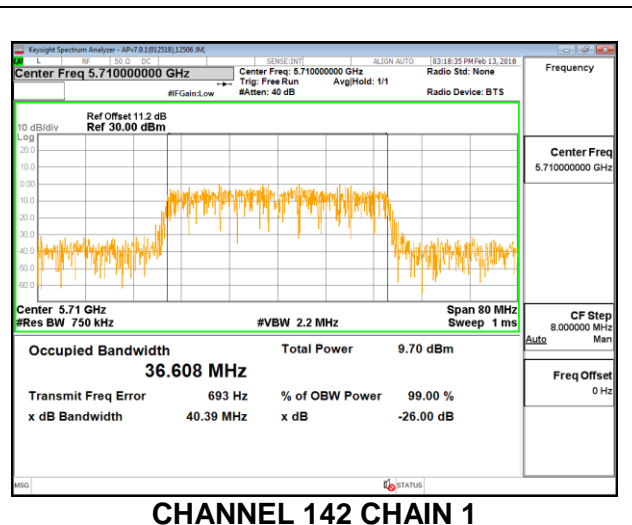 Keysight Spectrum Analyzer - APv7.9.1(012518),12506 JM,
L RF 50 Ω DC SENSE:INT ALIGN AUTO 03:18:35 PM Feb 13, 2018
Center Freq 5.710000000 GHz Center Freq: 5.710000000 GHz Radio Std: None Frequency
Trig: Free Run Avg|Hold: 1/1
#IFGain:Low #Atten: 40 dB Radio Device: BTS
Ref Offset 11.2 dB
10 dB/div Ref 30.00 dBm
Log
20.0
10.0
0.00
-10.0
-20.0
-30.0
-40.0
-50.0
-60.0
Center Freq
5.710000000 GHz
Center 5.71 GHz Span 80 MHz
#Res BW 750 kHz #VBW 2.2 MHz Sweep 1 ms
CF Step
8.000000 MHz
Auto Man
Occupied Bandwidth Total Power 9.70 dBm
36.608 MHz
Transmit Freq Error 693 Hz % of OBW Power 99.00 %
x dB Bandwidth 40.39 MHz x dB -26.00 dB
Freq Offset
0 Hz
MSG STATUS
CHANNEL 142 CHAIN 1